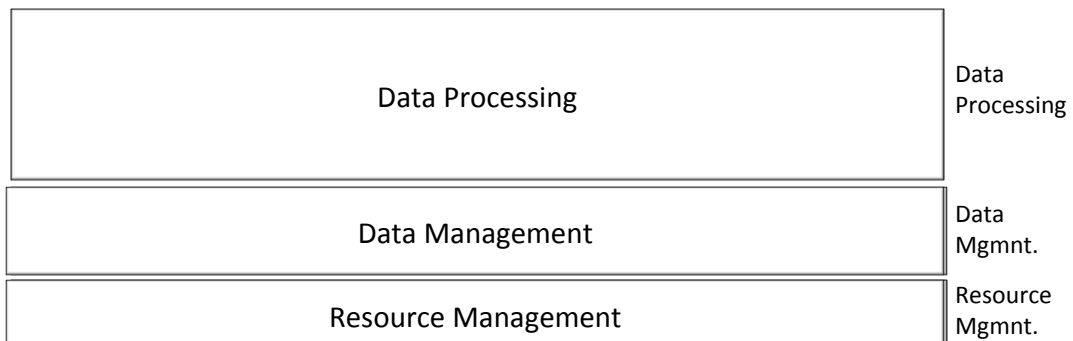 Data Processing
Data
Processing
Data Management
Data
Mgmnt.
Resource Management
Resource
Mgmnt.